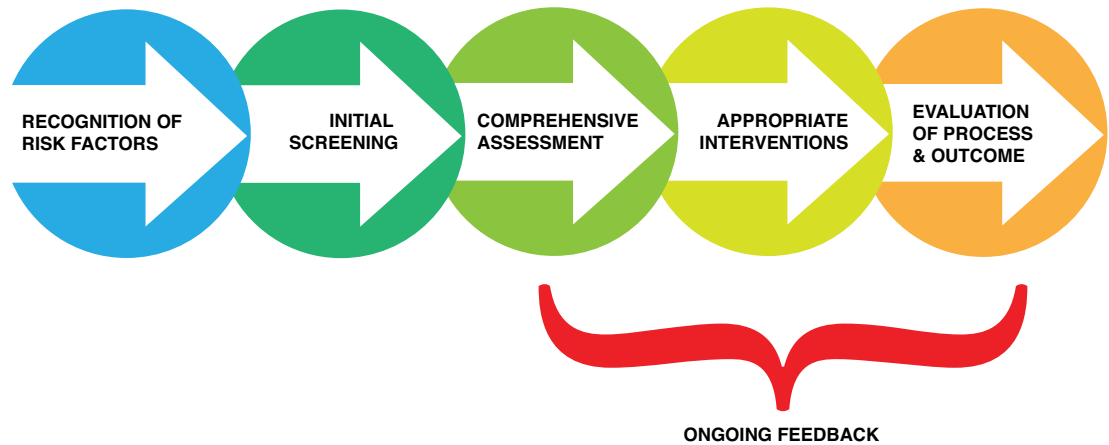 RECOGNITION OF
RISK FACTORS
INITIAL
SCREENING
COMPREHENSIVE
ASSESSMENT
APPROPRIATE
INTERVENTIONS
EVALUATION
OF PROCESS
& OUTCOME
ONGOING FEEDBACK